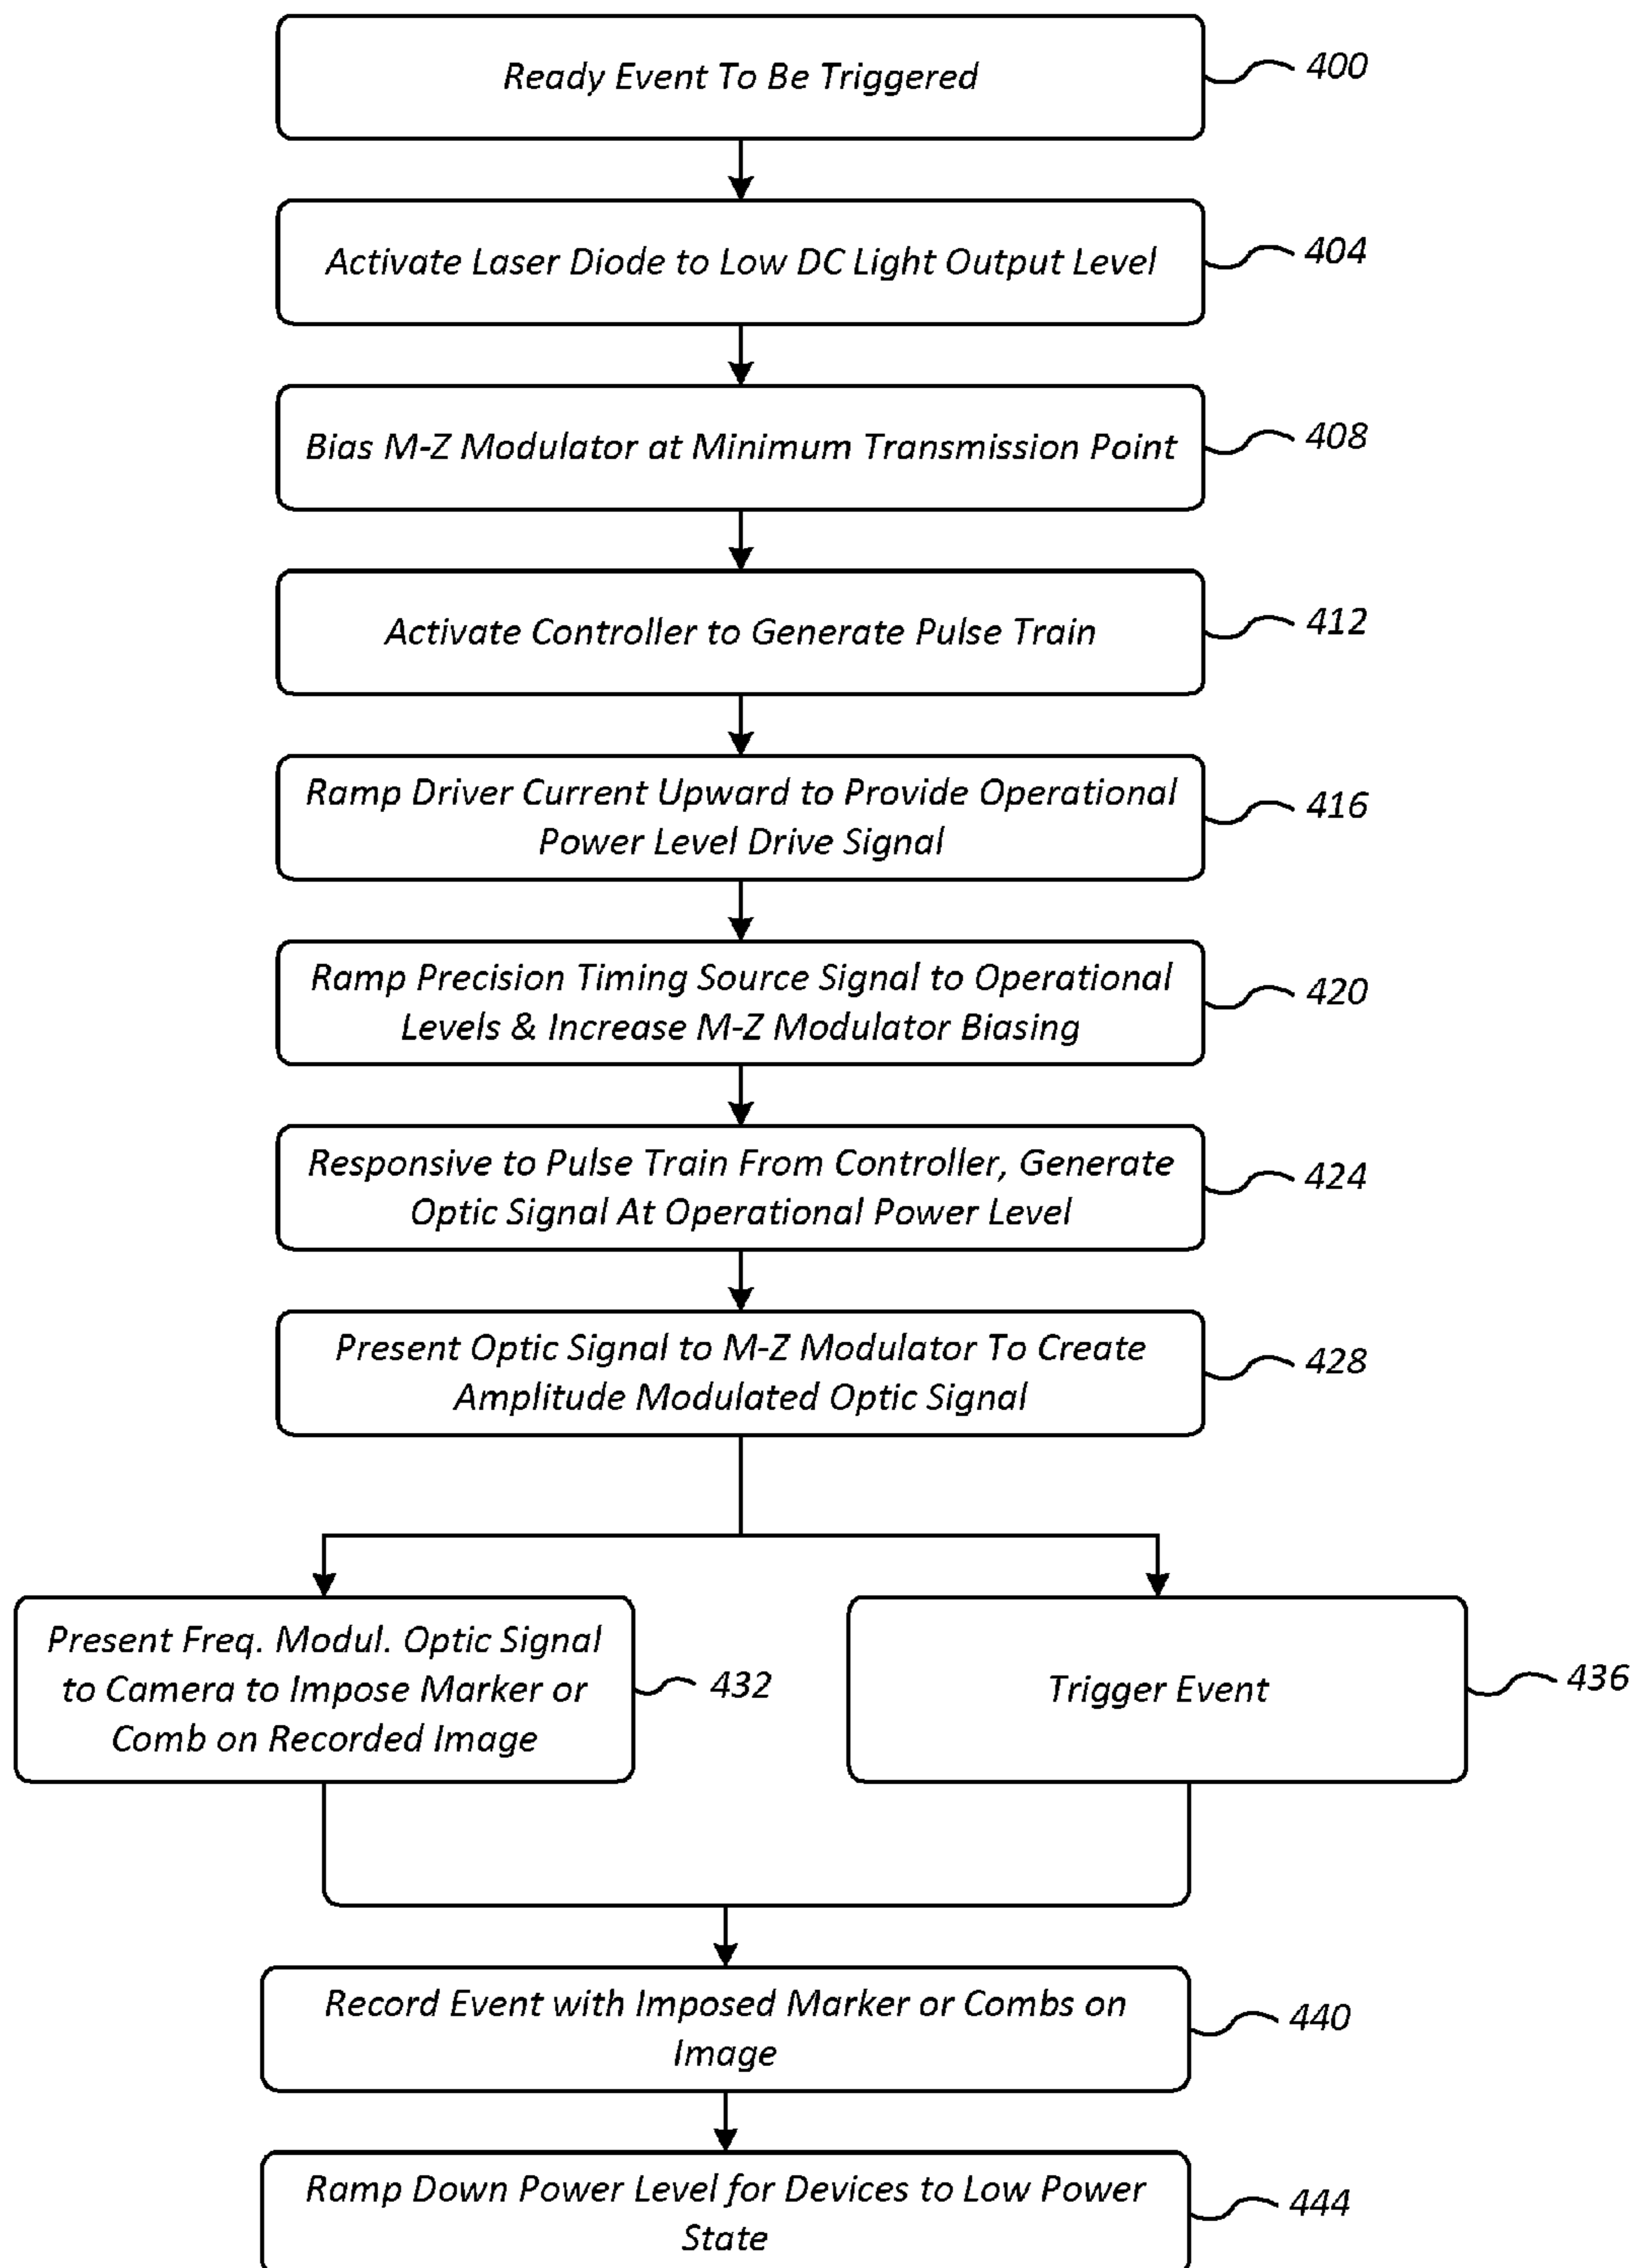 Ready Event To Be Triggered
400
Activate Laser Diode to Low DC Light Output Level
404
Bias M-Z Modulator at Minimum Transmission Point
408
Activate Controller to Generate Pulse Train
412
Ramp Driver Current Upward to Provide Operational
Power Level Drive Signal
416
Ramp Precision Timing Source Signal to Operational
Levels & Increase M-Z Modulator Biasing
420
Responsive to Pulse Train From Controller, Generate
Optic Signal At Operational Power Level
424
Present Optic Signal to M-Z Modulator To Create
Amplitude Modulated Optic Signal
428
Present Freq. Modul. Optic Signal
to Camera to Impose Marker or
Comb on Recorded Image
432
Trigger Event
436
Record Event with Imposed Marker or Combs on
Image
440
Ramp Down Power Level for Devices to Low Power
State
444